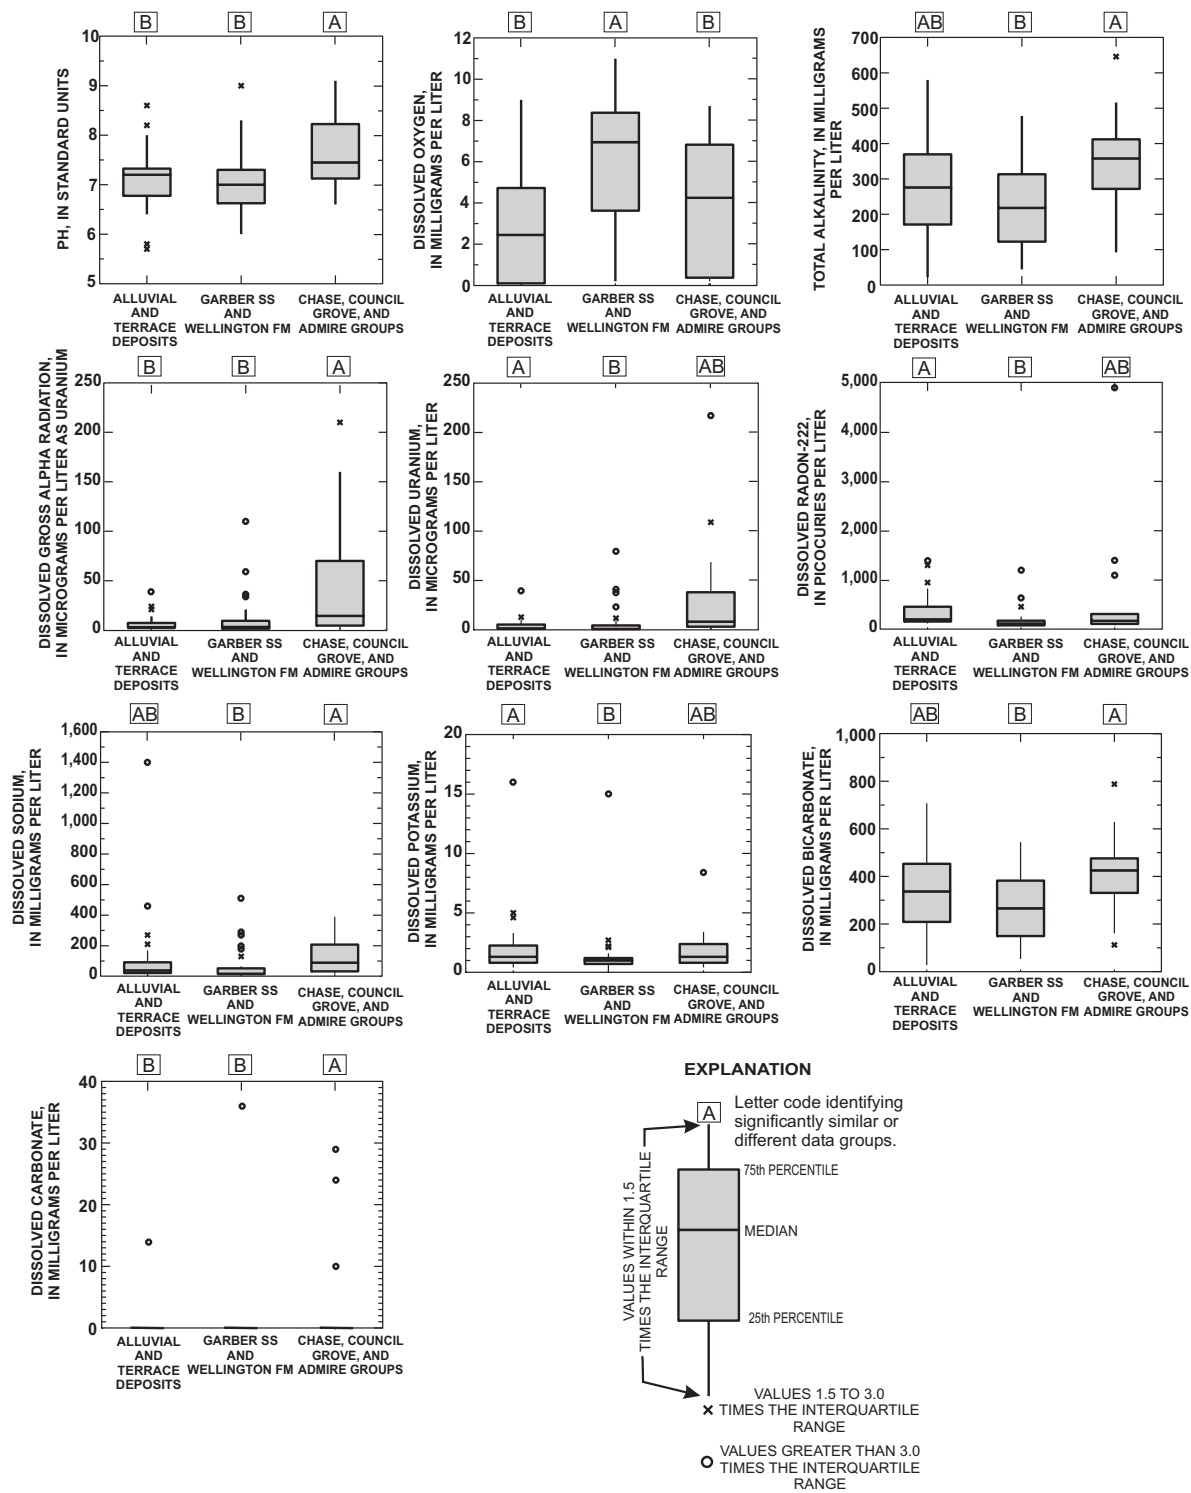 B B A
PH, IN STANDARD UNITS
10
9
8
7
6
5
ALLUVIAL
AND
TERRACE
DEPOSITS
GARBER SS
AND
WELLINGTON FM
CHASE, COUNCIL
GROVE, AND
ADMIRE GROUPS
B A B
DISSOLVED OXYGEN,
IN MILLIGRAMS PER LITER
12
10
8
6
4
2
0
ALLUVIAL
AND
TERRACE
DEPOSITS
GARBER SS
AND
WELLINGTON FM
CHASE, COUNCIL
GROVE, AND
ADMIRE GROUPS
AB B A
TOTAL ALKALINITY, IN MILLIGRAMS
PER LITER
700
600
500
400
300
200
100
0
ALLUVIAL
AND
TERRACE
DEPOSITS
GARBER SS
AND
WELLINGTON FM
CHASE, COUNCIL
GROVE, AND
ADMIRE GROUPS
B B A
DISSOLVED GROSS ALPHA RADIATION,
IN MICROGRAMS PER LITER AS URANIUM
250
200
150
100
50
0
ALLUVIAL
AND
TERRACE
DEPOSITS
GARBER SS
AND
WELLINGTON FM
CHASE, COUNCIL
GROVE, AND
ADMIRE GROUPS
A B AB
DISSOLVED URANIUM,
IN MICROGRAMS PER LITER
250
200
150
100
50
0
ALLUVIAL
AND
TERRACE
DEPOSITS
GARBER SS
AND
WELLINGTON FM
CHASE, COUNCIL
GROVE, AND
ADMIRE GROUPS
A B AB
DISSOLVED RADON-222,
IN PICOCURIES PER LITER
5,000
4,000
3,000
2,000
1,000
0
ALLUVIAL
AND
TERRACE
DEPOSITS
GARBER SS
AND
WELLINGTON FM
CHASE, COUNCIL
GROVE, AND
ADMIRE GROUPS
AB B A
DISSOLVED SODIUM,
IN MILLIGRAMS PER LITER
1,600
1,400
1,200
1,000
800
600
400
200
0
ALLUVIAL
AND
TERRACE
DEPOSITS
GARBER SS
AND
WELLINGTON FM
CHASE, COUNCIL
GROVE, AND
ADMIRE GROUPS
A B AB
DISSOLVED POTASSIUM,
IN MILLIGRAMS PER LITER
20
15
10
5
0
ALLUVIAL
AND
TERRACE
DEPOSITS
GARBER SS
AND
WELLINGTON FM
CHASE, COUNCIL
GROVE, AND
ADMIRE GROUPS
AB B A
DISSOLVED BICARBONATE,
IN MILLIGRAMS PER LITER
1,000
800
600
400
200
0
ALLUVIAL
AND
TERRACE
DEPOSITS
GARBER SS
AND
WELLINGTON FM
CHASE, COUNCIL
GROVE, AND
ADMIRE GROUPS
B B A
DISSOLVED CARBONATE,
IN MILLIGRAMS PER LITER
40
30
20
10
0
ALLUVIAL
AND
TERRACE
DEPOSITS
GARBER SS
AND
WELLINGTON FM
CHASE, COUNCIL
GROVE, AND
ADMIRE GROUPS
EXPLANATION
A
Letter code identifying
significantly similar or
different data groups.
VALUES WITHIN 1.5
TIMES THE INTERQUARTILE
RANGE
75th PERCENTILE
MEDIAN
25th PERCENTILE
VALUES 1.5 TO 3.0
TIMES THE INTERQUARTILE
RANGE
VALUES GREATER THAN 3.0
TIMES THE INTERQUARTILE
RANGE